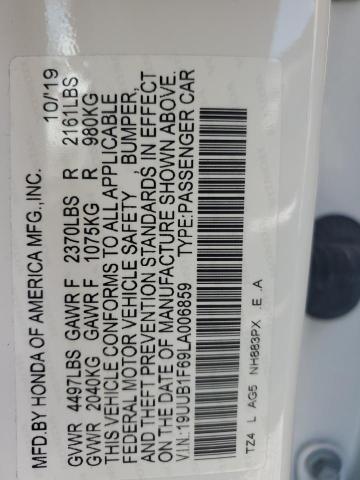 MFD.BY HONDA OF AMERICA MFG.,INC. 10/'19
GVWR 4497LBS GAWR F 2370LBS R 2161LBS
GVWR 2040KG GAWR F 1075KG R 980KG
THIS VEHICLE CONFORMS TO ALL APPLICABLE
FEDERAL MOTOR VEHICLE SAFETY , BUMPER,
AND THEFT PREVENTION STANDARDS IN EFFECT
ON THE DATE OF MANUFACTURE SHOWN ABOVE.
V.I.N.:19UUB1F69LA006859 TYPE:PASSENGER CAR
TZ4 L AG5 NH883PX .E .A